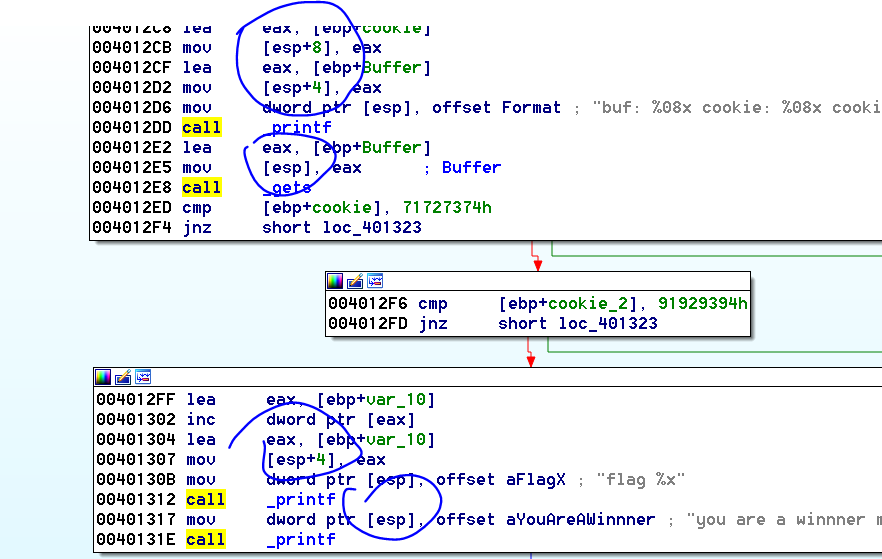 004012C8 lea eax, [ebp+cookie]
004012CB mov [esp+8], eax
004012CF lea eax, [ebp+Buffer]
004012D2 mov [esp+4], eax
004012D6 mov dword ptr [esp], offset Format ; "buf: %08x cookie: %08x cooki
004012DD call _printf
004012E2 lea eax, [ebp+Buffer]
004012E5 mov [esp], eax ; Buffer
004012E8 call _gets
004012ED cmp [ebp+cookie], 71727374h
004012F4 jnz short loc_401323
004012F6 cmp [ebp+cookie_2], 91929394h
004012FD jnz short loc_401323
004012FF lea eax, [ebp+var_10]
00401302 inc dword ptr [eax]
00401304 lea eax, [ebp+var_10]
00401307 mov [esp+4], eax
0040130B mov dword ptr [esp], offset aFlagX ; "flag %x"
00401312 call _printf
00401317 mov dword ptr [esp], offset aYouAreAWinnner ; "you are a winnner m
0040131E call _printf